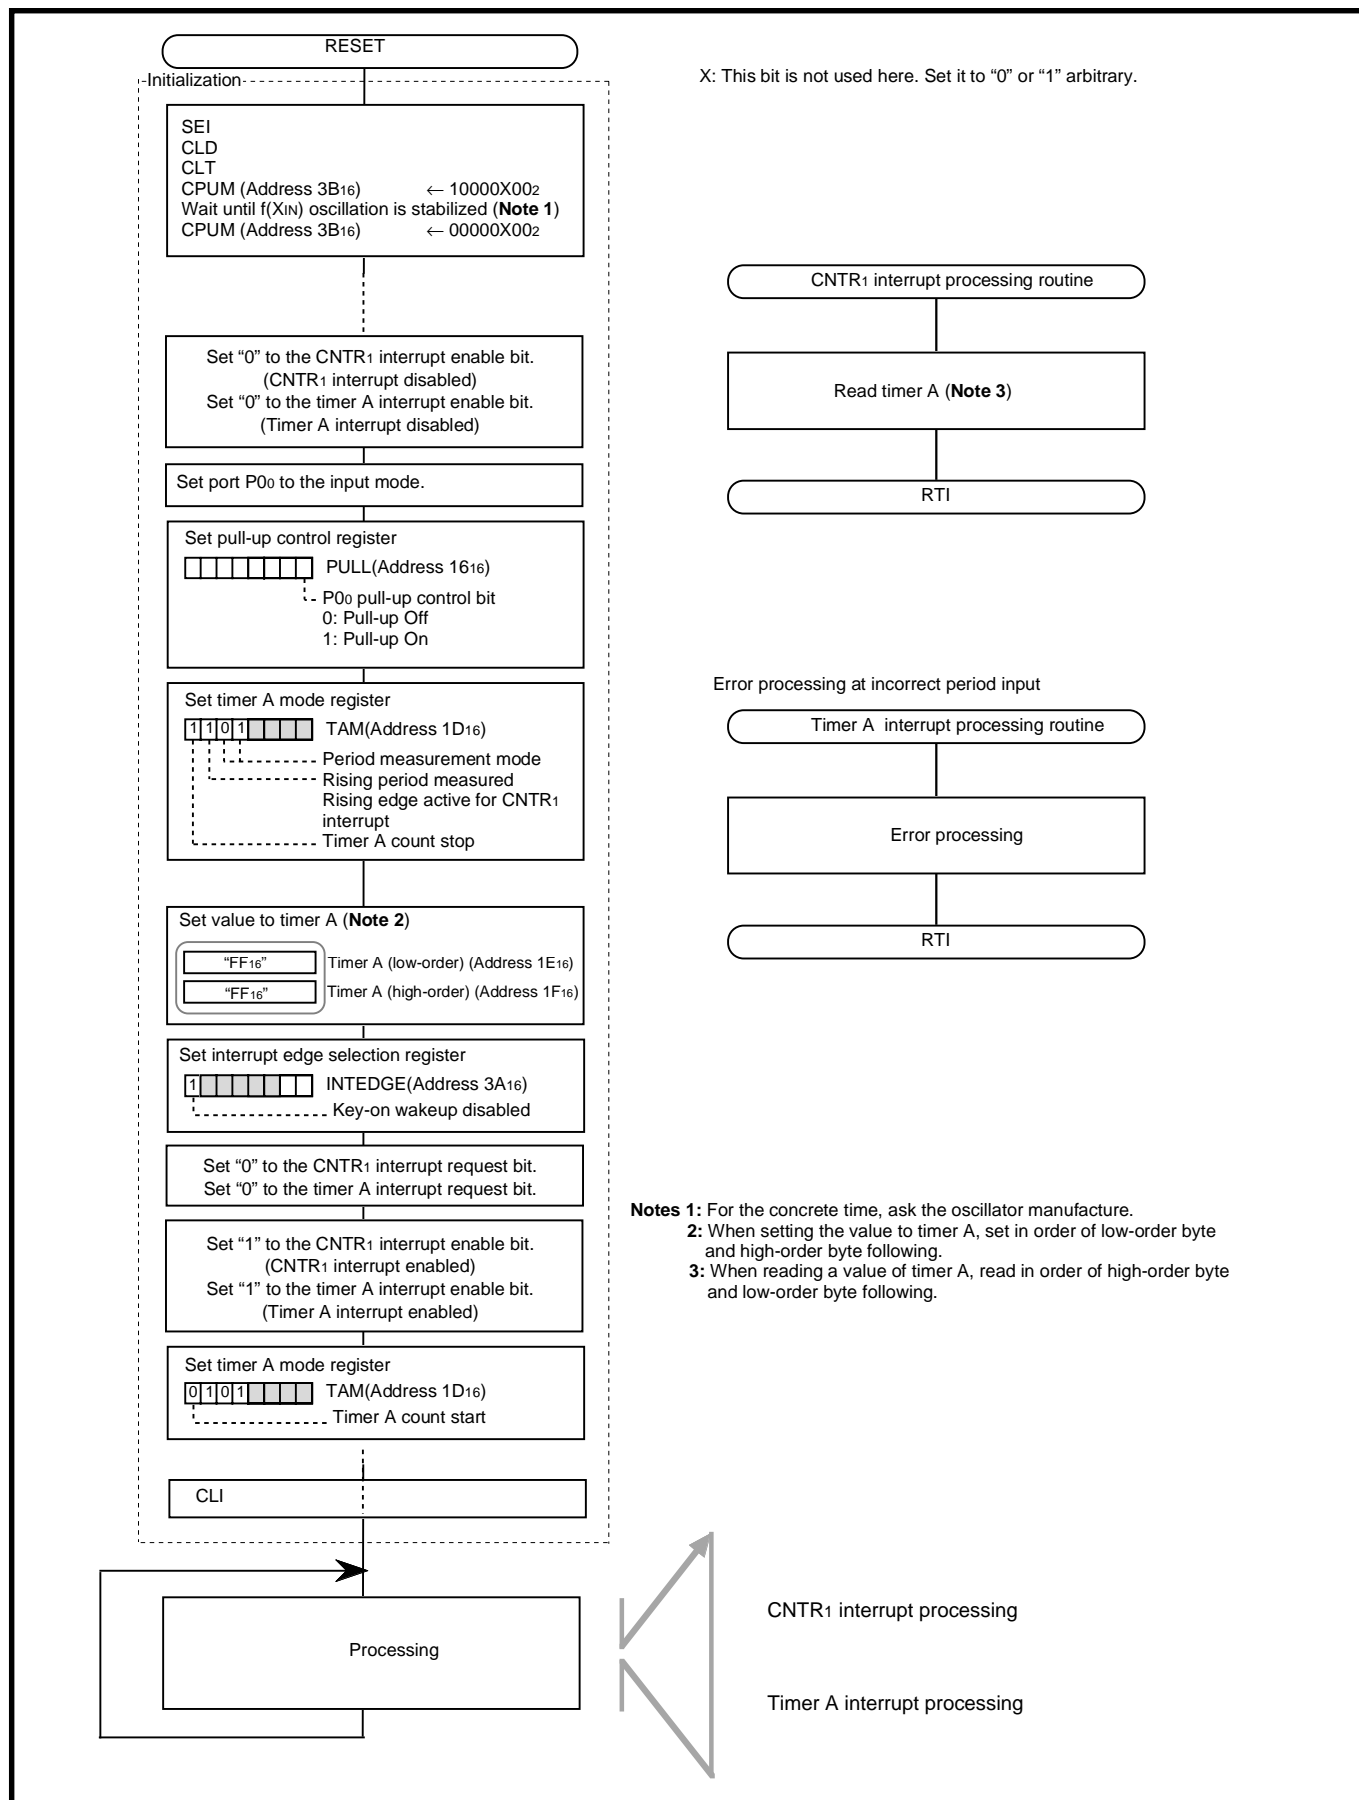 RESET
Initialization
X: This bit is not used here. Set it to “0” or “1” arbitrary.
SEI
CLD
CLT
CPUM (Address 3B16) ← 10000X002
Wait until f(XIN) oscillation is stabilized (Note 1)
CPUM (Address 3B16) ← 00000X002
Set “0” to the CNTR1 interrupt enable bit.
(CNTR1 interrupt disabled)
Set “0” to the timer A interrupt enable bit.
(Timer A interrupt disabled)
Set port P00 to the input mode.
Set pull-up control register
PULL(Address 1616)
P00 pull-up control bit
0: Pull-up Off
1: Pull-up On
Set timer A mode register
1 1 0 1 TAM(Address 1D16)
Period measurement mode
Rising period measured
Rising edge active for CNTR1
interrupt
Timer A count stop
Set value to timer A (Note 2)
“FF16” Timer A (low-order) (Address 1E16)
“FF16” Timer A (high-order) (Address 1F16)
Set interrupt edge selection register
1 INTEDGE(Address 3A16)
Key-on wakeup disabled
Set “0” to the CNTR1 interrupt request bit.
Set “0” to the timer A interrupt request bit.
Set “1” to the CNTR1 interrupt enable bit.
(CNTR1 interrupt enabled)
Set “1” to the timer A interrupt enable bit.
(Timer A interrupt enabled)
Set timer A mode register
0 1 0 1 TAM(Address 1D16)
Timer A count start
CLI
Processing
CNTR1 interrupt processing routine
Read timer A (Note 3)
RTI
Error processing at incorrect period input
Timer A interrupt processing routine
Error processing
RTI
Notes 1: For the concrete time, ask the oscillator manufacture.
2: When setting the value to timer A, set in order of low-order byte
and high-order byte following.
3: When reading a value of timer A, read in order of high-order byte
and low-order byte following.
CNTR1 interrupt processing
Timer A interrupt processing